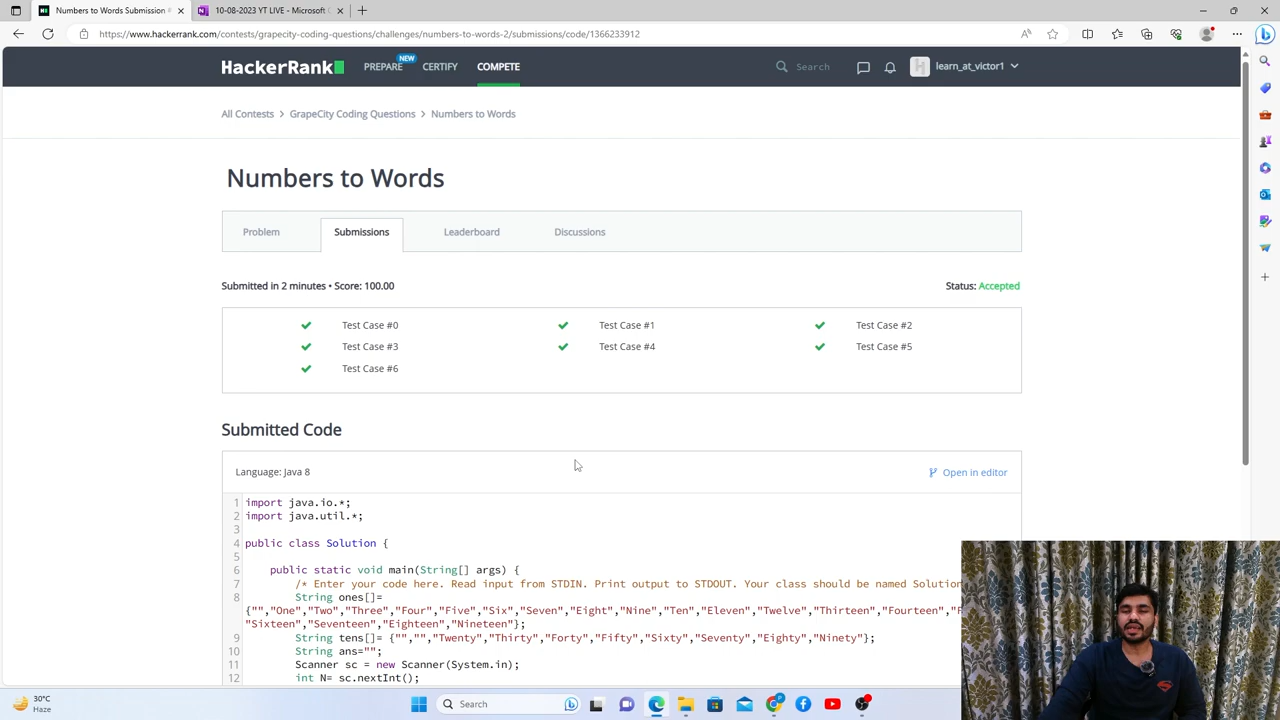 Numbers to Words Submission
10-08-2023 YT LIVE - Microsoft
https://www.hackerrank.com/contests/grapecity-coding-questions/challenges/numbers-to-words-2/submissions/code/1366233912
HackerRank PREPARE NEW CERTIFY COMPETE Search learn_at_victor1
All Contests > GrapeCity Coding Questions > Numbers to Words
Numbers to Words
Problem Submissions Leaderboard Discussions
Submitted in 2 minutes • Score: 100.00 Status: Accepted
Test Case #0 Test Case #1 Test Case #2
Test Case #3 Test Case #4 Test Case #5
Test Case #6
Submitted Code
Language: Java 8 Open in editor
1 import java.io.*;
2 import java.util.*;
3
4 public class Solution {
5
6 public static void main(String[] args) {
7 /* Enter your code here. Read input from STDIN. Print output to STDOUT. Your class should be named Solution
8 String ones[]=
{"","One","Two","Three","Four","Five","Six","Seven","Eight","Nine","Ten","Eleven","Twelve","Thirteen","Fourteen",
"Sixteen","Seventeen","Eighteen","Nineteen"};
9 String tens[]= {"","","Twenty","Thirty","Forty","Fifty","Sixty","Seventy","Eighty","Ninety"};
10 String ans="";
11 Scanner sc = new Scanner(System.in);
12 int N= sc.nextInt();
30°C
Haze
Search